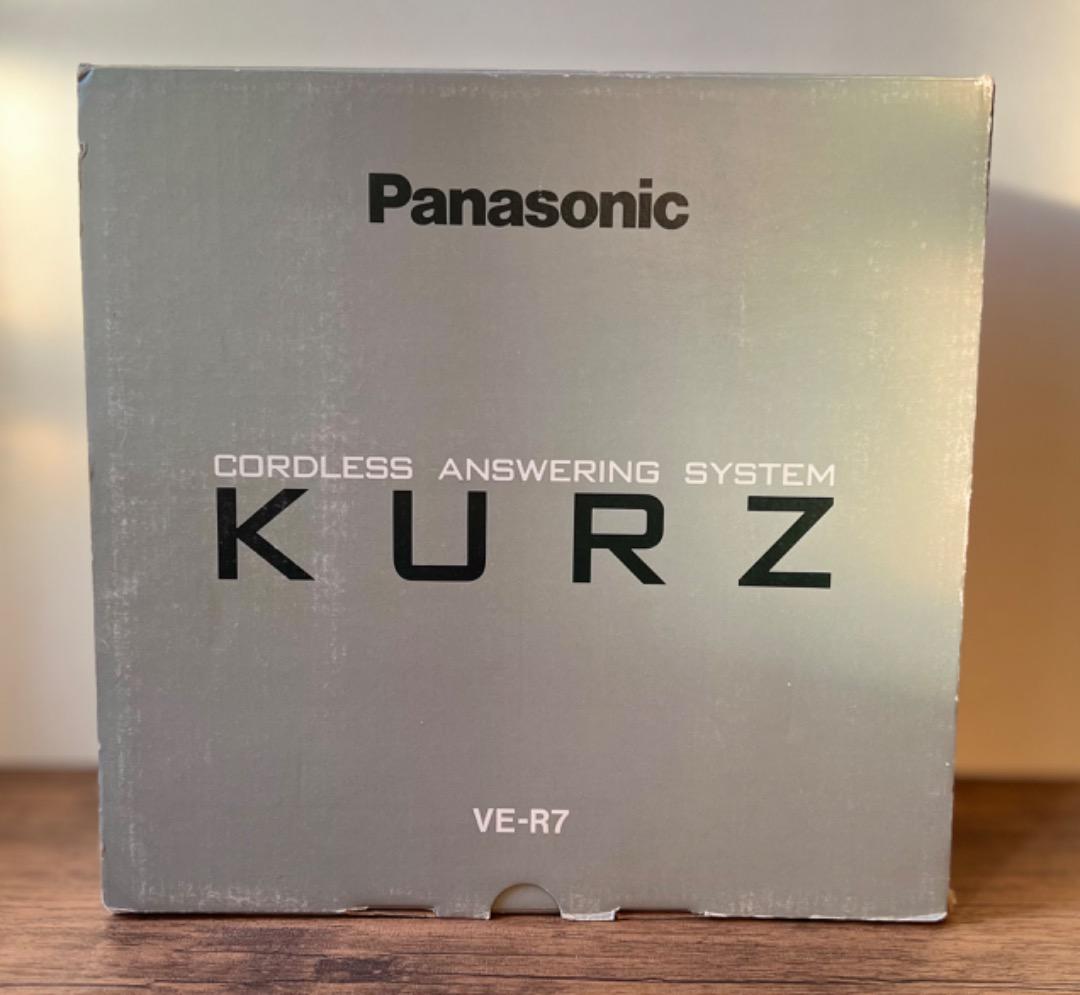 Panasonic
CORDLESS ANSWERING SYSTEM
KURZ
VE-R7